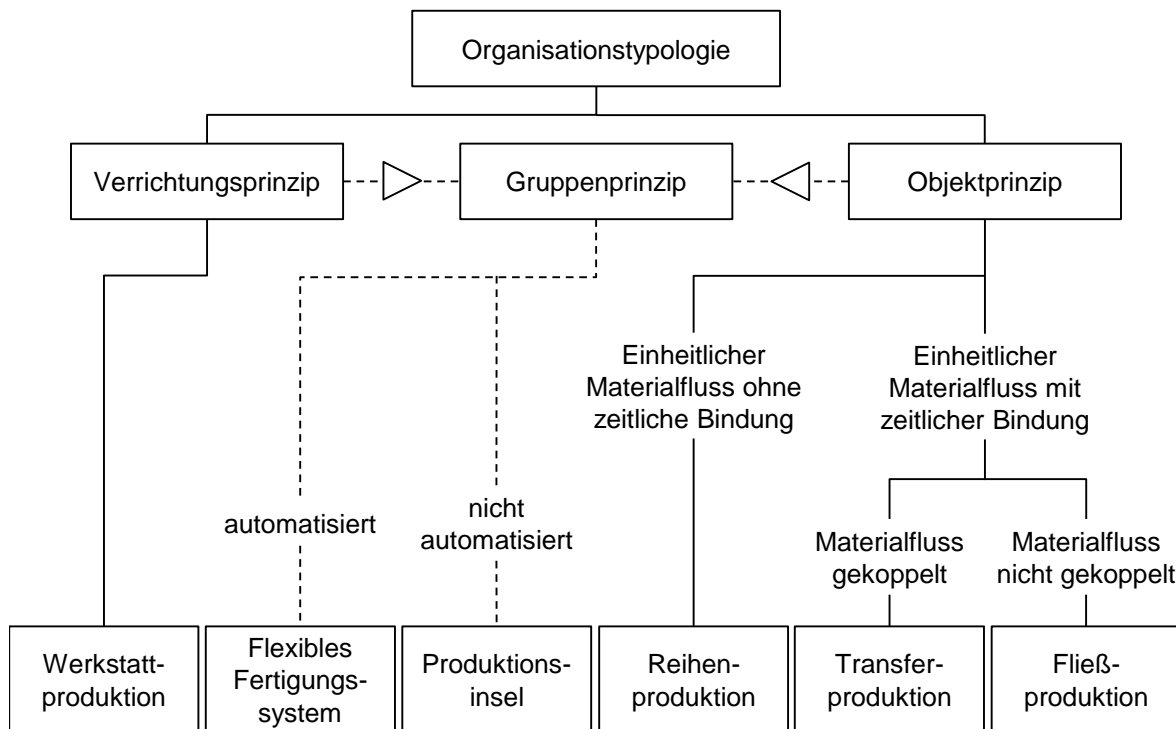 Organisationstypologie
Verrichtungsprinzip
Gruppenprinzip
Objektprinzip
Einheitlicher
Materialfluss ohne
zeitliche Bindung
Einheitlicher
Materialfluss mit
zeitlicher Bindung
automatisiert
nicht
automatisiert
Materialfluss
gekoppelt
Materialfluss
nicht gekoppelt
Werkstatt-
produktion
Flexibles
Fertigungs-
system
Produktions-
insel
Reihen-
produktion
Transfer-
produktion
Fließ-
produktion